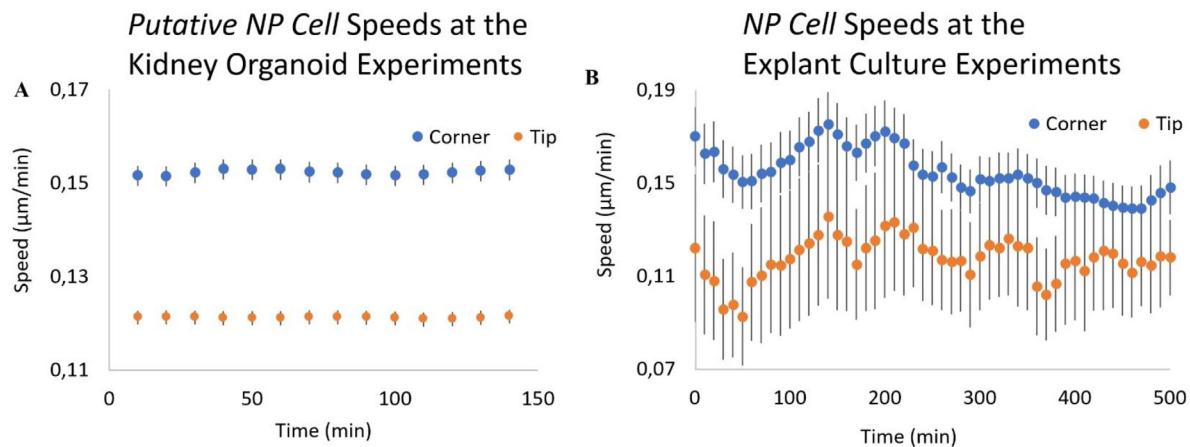 Putative NP Cell Speeds at the
Kidney Organoid Experiments
A
0,17
0,15
0,13
0,11
Speed (µm/min)
Corner
Tip
0
50
100
150
Time (min)
NP Cell Speeds at the
Explant Culture Experiments
B
0,19
0,15
0,11
0,07
Speed (µm/min)
Corner
Tip
0
100
200
300
400
500
Time (min)